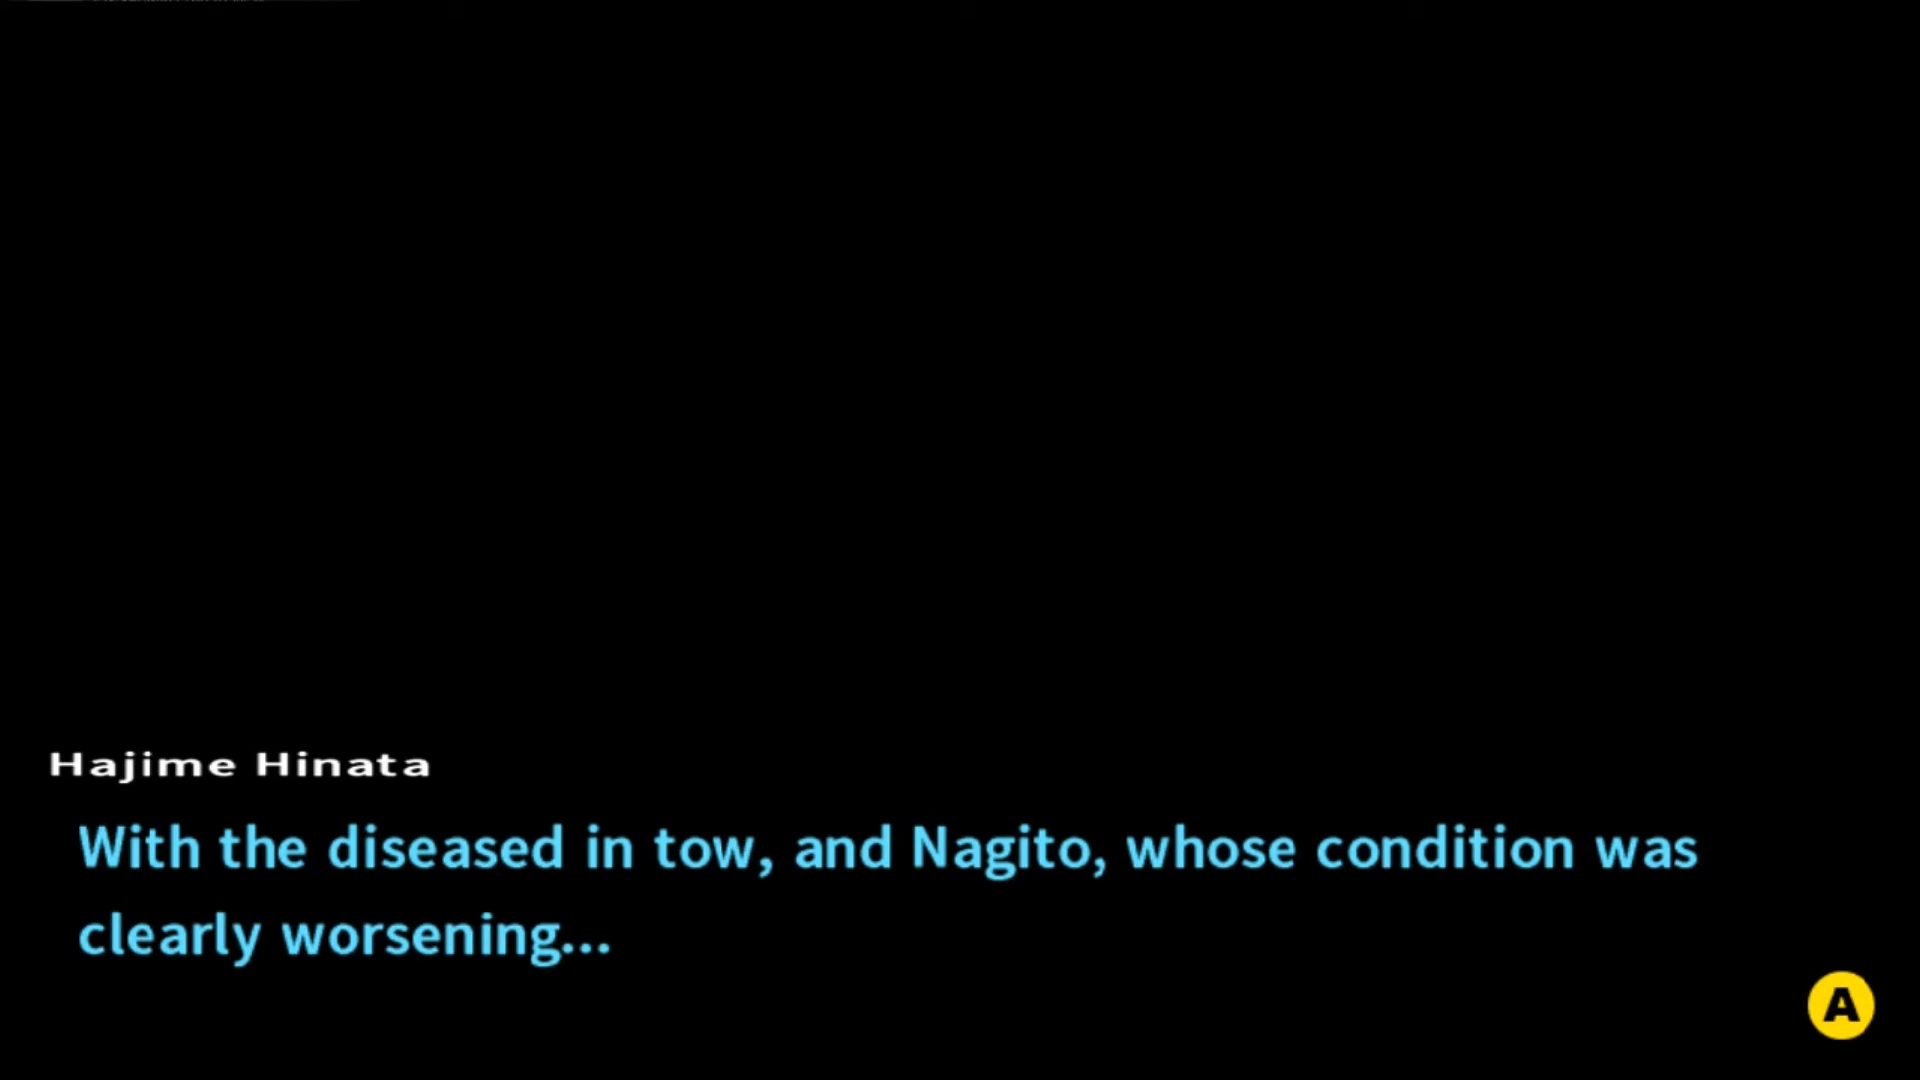 Hajime Hinata
With the diseased in tow, and Nagito, whose condition was
clearly worsening...
A